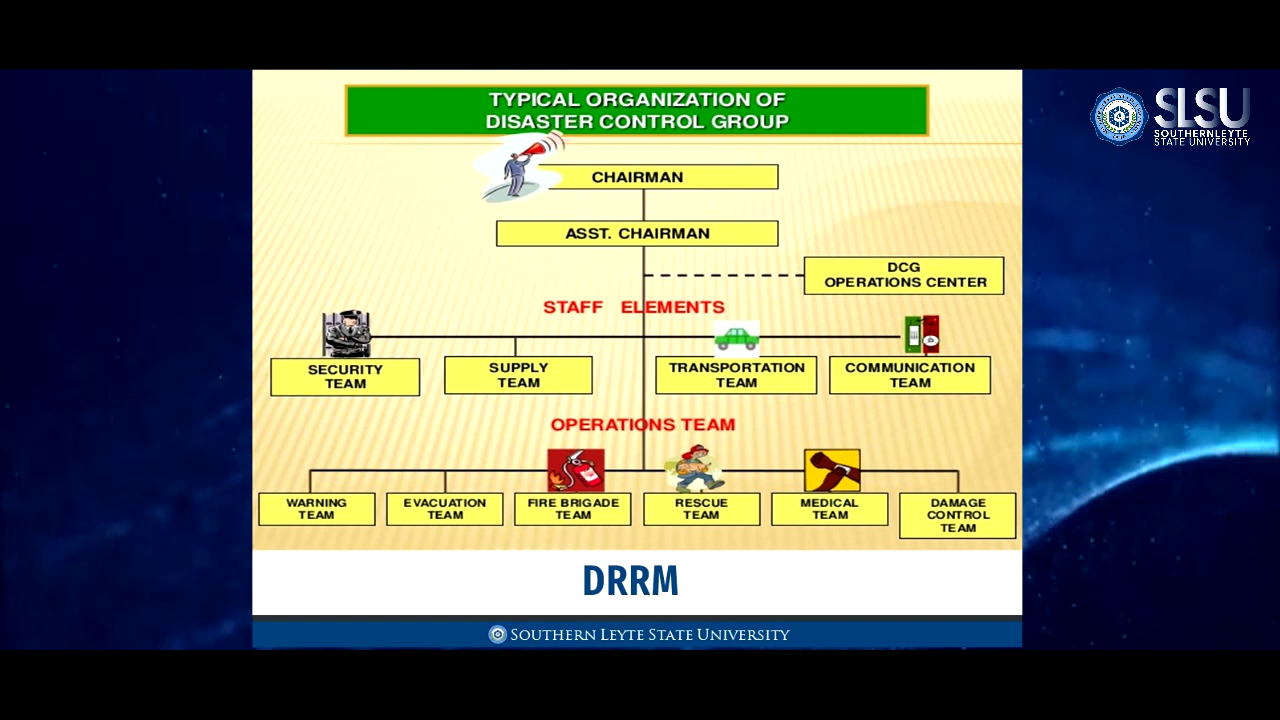 TYPICAL ORGANIZATION OF
DISASTER CONTROL GROUP
SLSU
SOUTHERN LEYTE
STATE UNIVERSITY
CHAIRMAN
ASST. CHAIRMAN
DCG
OPERATIONS CENTER
STAFF ELEMENTS
SECURITY
TEAM
SUPPLY
TEAM
TRANSPORTATION
TEAM
COMMUNICATION
TEAM
OPERATIONS TEAM
WARNING
TEAM
EVACUATION
TEAM
FIRE BRIGADE
TEAM
RESCUE
TEAM
MEDICAL
TEAM
DAMAGE
CONTROL
TEAM
DRRM
SOUTHERN LEYTE STATE UNIVERSITY